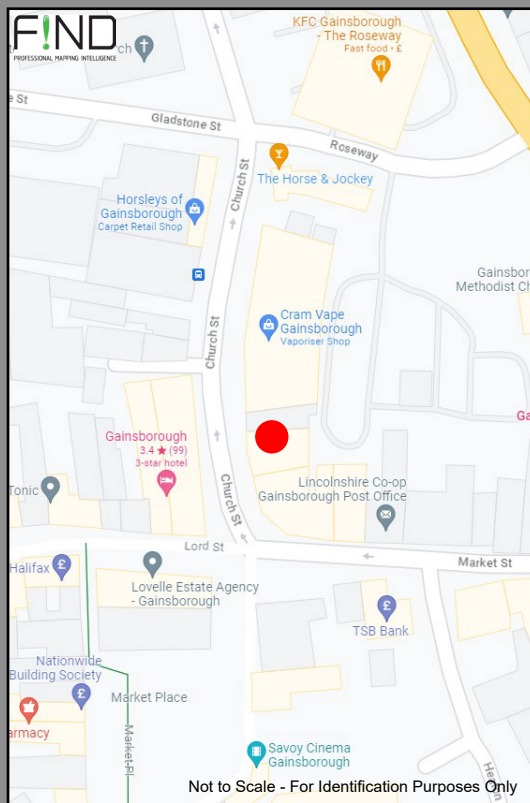 F!ND
PROFESSIONAL MAPPING INTELLIGENCE
ch
KFC Gainsborough
- The Roseway
Fast food • £
e St
Gladstone St
Roseway
The Horse & Jockey
Church St
Horsleys of
Gainsborough
Carpet Retail Shop
Gainsbor
Methodist Ch
Cram Vape
Gainsborough
Vaporiser Shop
Church St
Ga
Gainsborough
3.4 ★ (99)
3-star hotel
Tonic
Lincolnshire Co-op
Gainsborough Post Office
Church St
Lord St
Market St
Halifax
Lovelle Estate Agency
- Gainsborough
TSB Bank
Nationwide
Building Society
Market Place
armacy
Market Pl
Savoy Cinema
Gainsborough
Not to Scale - For Identification Purposes Only